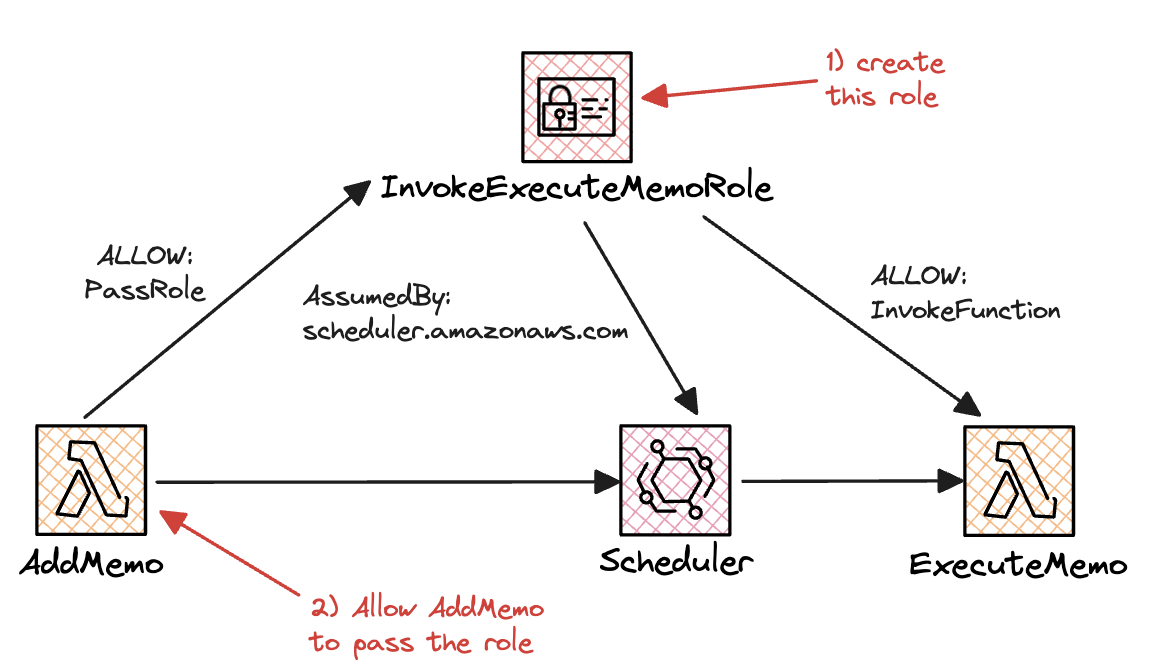 1) create
this role
InvokeExecuteMemoRole
ALLOW:
PassRole
AssumedBy:
scheduler.amazonaws.com
ALLOW:
InvokeFunction
AddMemo
Scheduler
ExecuteMemo
2) Allow AddMemo
to pass the role